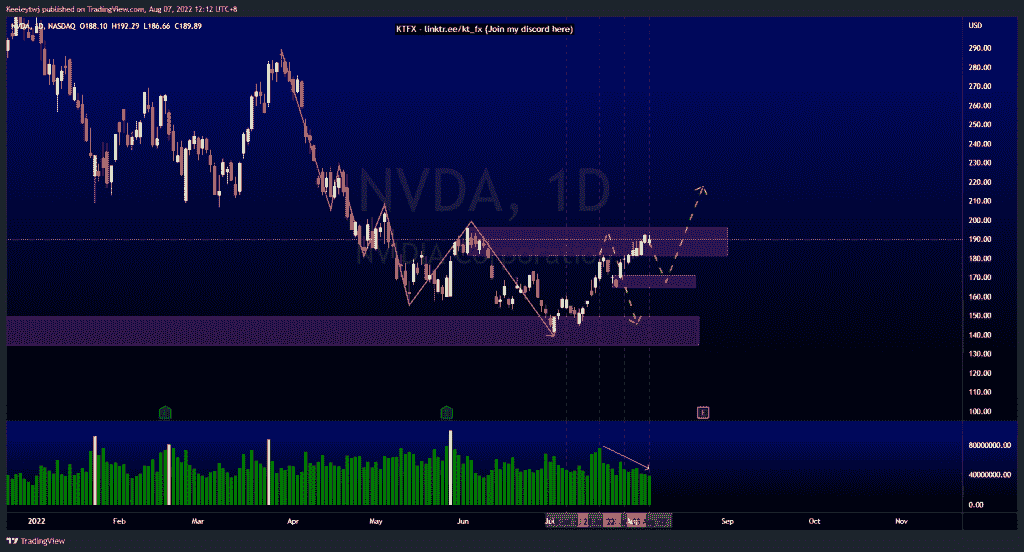 Keeleytwj published on TradingView.com, Aug 07, 2022 12:12 UTC+8
NVDA, 1D, NASDAQ O188.10 H192.29 L186.66 C189.89
KTFX - linktr.ee/kt_fx (Join my discord here)
USD
290.00
280.00
270.00
260.00
250.00
240.00
230.00
220.00
210.00
200.00
190.00
180.00
170.00
160.00
150.00
140.00
130.00
120.00
110.00
100.00
NVDA, 1D
NVIDIA Corporation
E
80000000.00
40000000.00
0.00
2022
Feb
Mar
Apr
May
Jun
Jul
Sep
Oct
Nov
TradingView